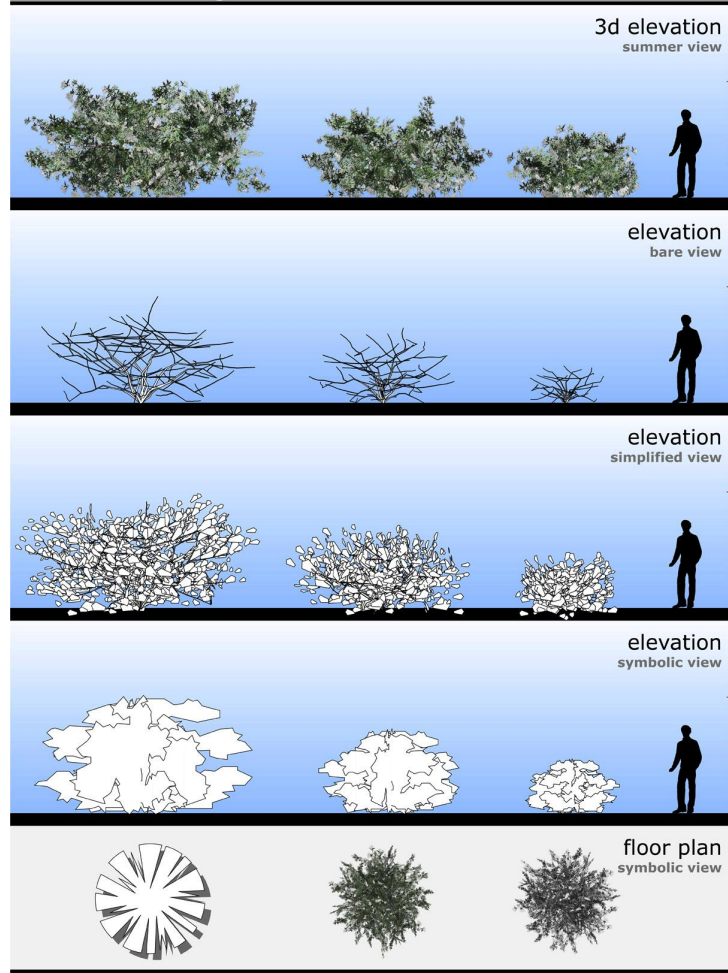 3d elevation
summer view
elevation
bare view
elevation
simplified view
elevation
symbolic view
floor plan
symbolic view